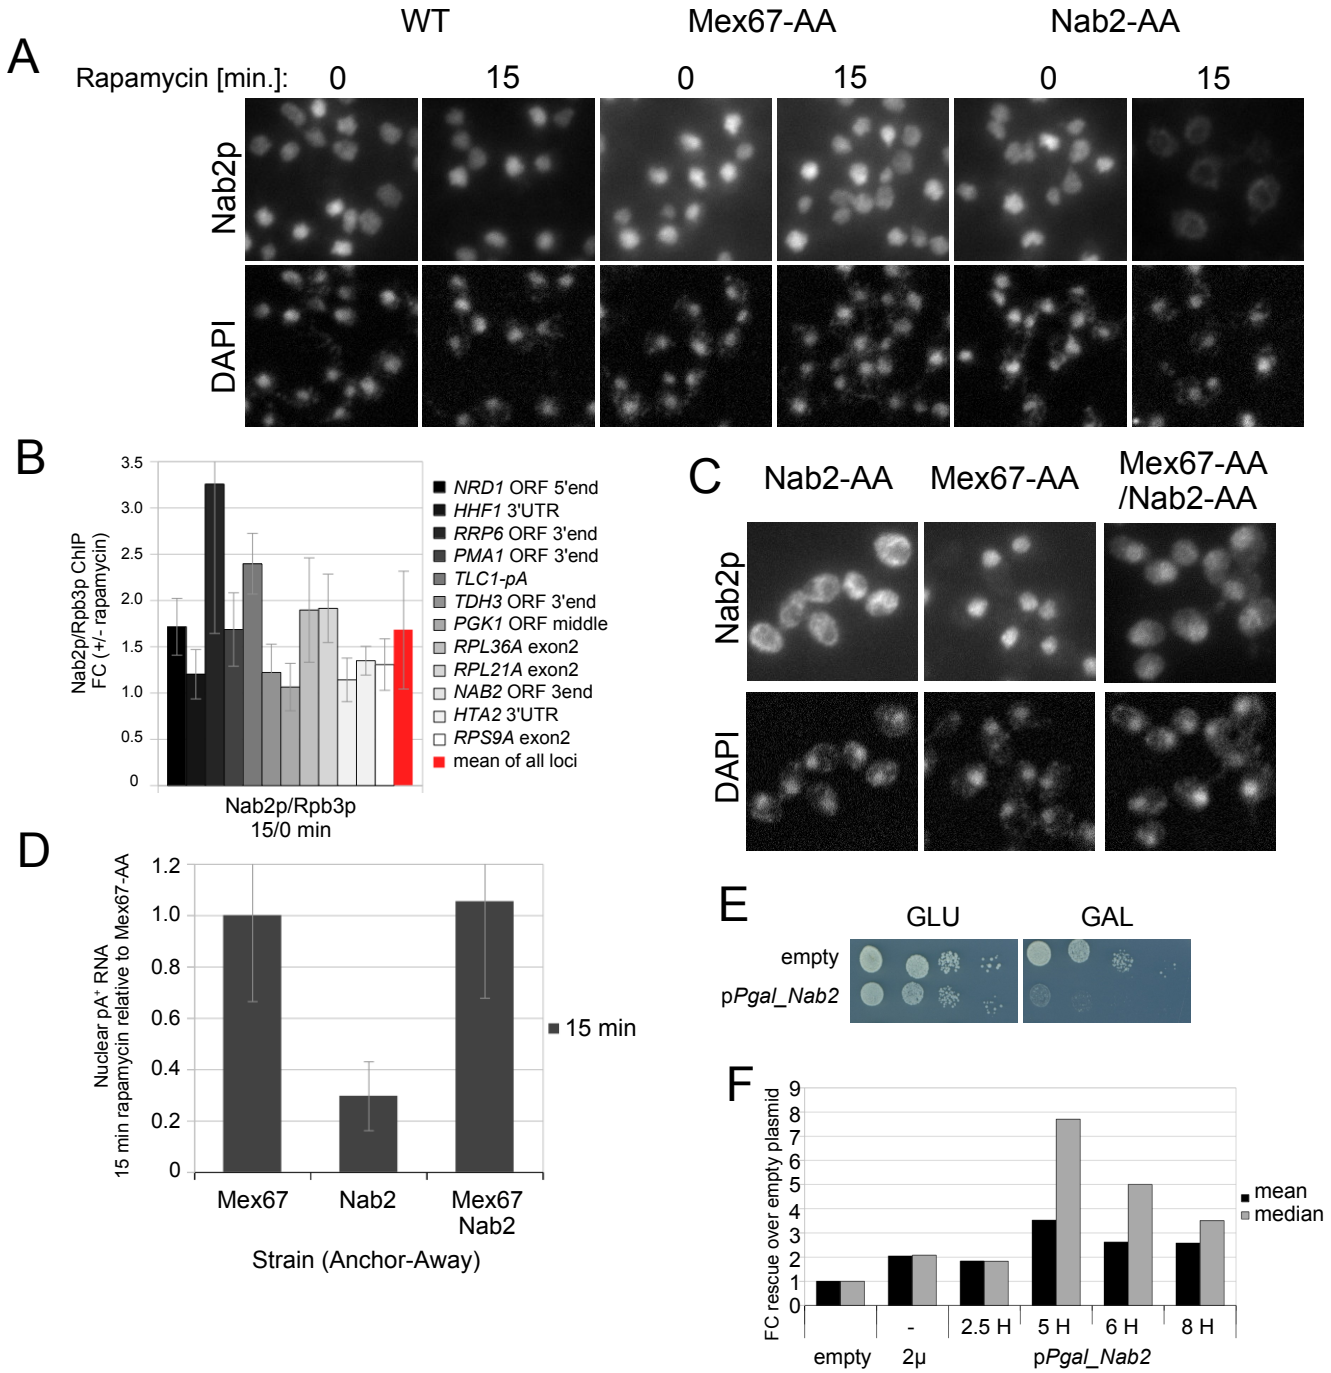 WT Mex67-AA Nab2-AA
A
Rapamycin [min.]: 0 15 0 15 0 15
Nab2p
DAPI
B
3.5
3.0
2.5
2.0
1.5
1.0
0.5
0
Nab2p/Rpb3p ChIP
FC (+/- rapamycin)
NRD1 ORF 5'end
HHF1 3'UTR
RRP6 ORF 3'end
PMA1 ORF 3'end
TLC1-pA
TDH3 ORF 3'end
PGK1 ORF middle
RPL36A exon2
RPL21A exon2
NAB2 ORF 3end
HTA2 3'UTR
RPS9A exon2
mean of all loci
Nab2p/Rpb3p
15/0 min
C
Nab2-AA Mex67-AA Mex67-AA
/Nab2-AA
Nab2p
DAPI
D
1.2
1.0
0.8
0.6
0.4
0.2
0
Nuclear pA⁺ RNA
15 min rapamycin relative to Mex67-AA
15 min
Mex67 Nab2 Mex67
Nab2
Strain (Anchor-Away)
E
GLU GAL
empty
pPgal_Nab2
F
9
8
7
6
5
4
3
2
1
0
FC rescue over empty plasmid
mean
median
- 2.5 H 5 H 6 H 8 H
empty 2µ pPgal_Nab2